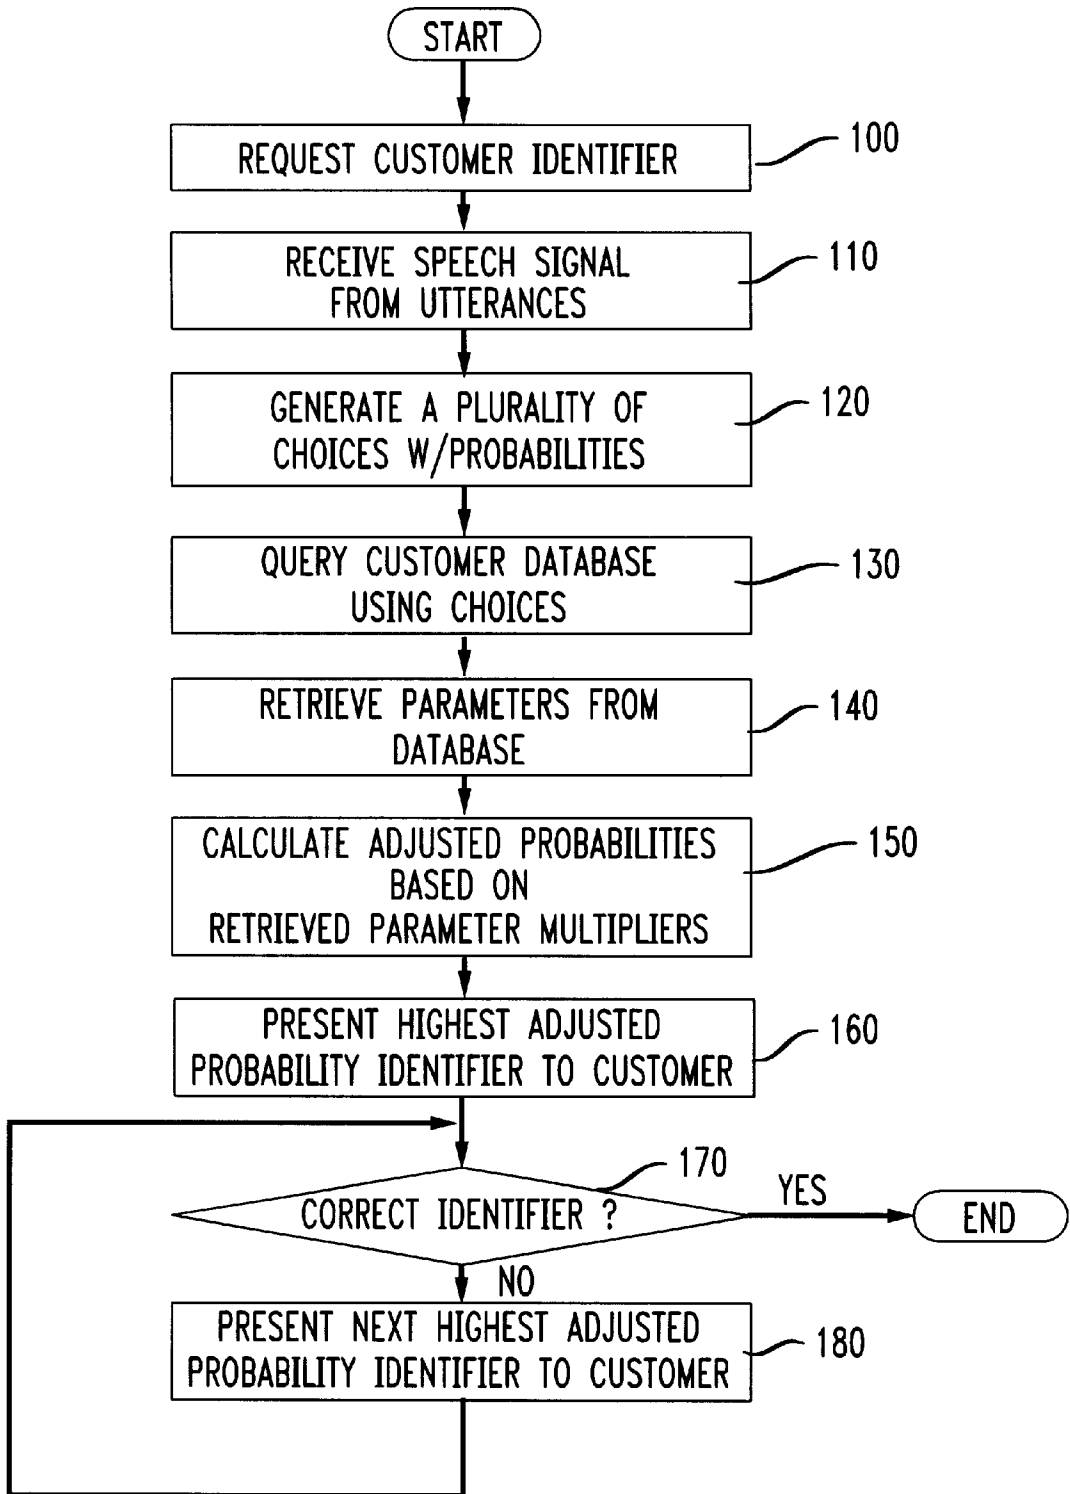 START
REQUEST CUSTOMER IDENTIFIER
100
RECEIVE SPEECH SIGNAL
FROM UTTERANCES
110
GENERATE A PLURALITY OF
CHOICES W/PROBABILITIES
120
QUERY CUSTOMER DATABASE
USING CHOICES
130
RETRIEVE PARAMETERS FROM
DATABASE
140
CALCULATE ADJUSTED PROBABILITIES
BASED ON
RETRIEVED PARAMETER MULTIPLIERS
150
PRESENT HIGHEST ADJUSTED
PROBABILITY IDENTIFIER TO CUSTOMER
160
CORRECT IDENTIFIER ?
170
YES
END
NO
PRESENT NEXT HIGHEST ADJUSTED
PROBABILITY IDENTIFIER TO CUSTOMER
180